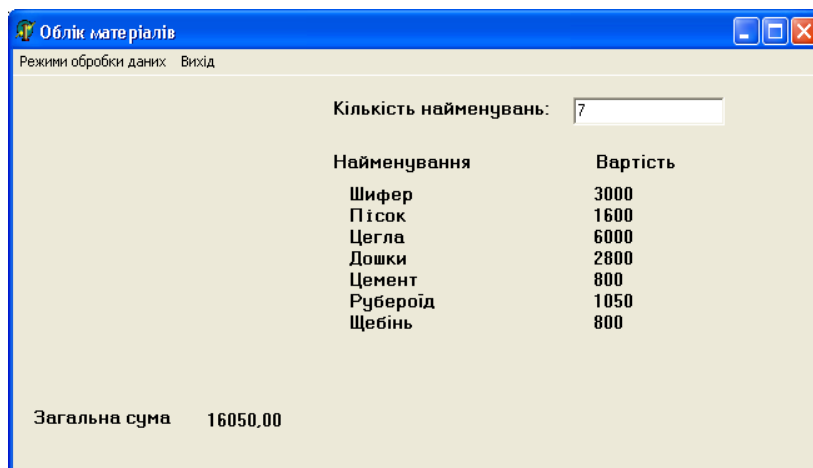 Облік матеріалів
Режими обробки даних Вихід
Кількість найменувань: 7
Найменування Вартість
Шифер 3000
Пісок 1600
Цегла 6000
Дошки 2800
Цемент 800
Рубероїд 1050
Щебінь 800
Загальна сума 16050,00